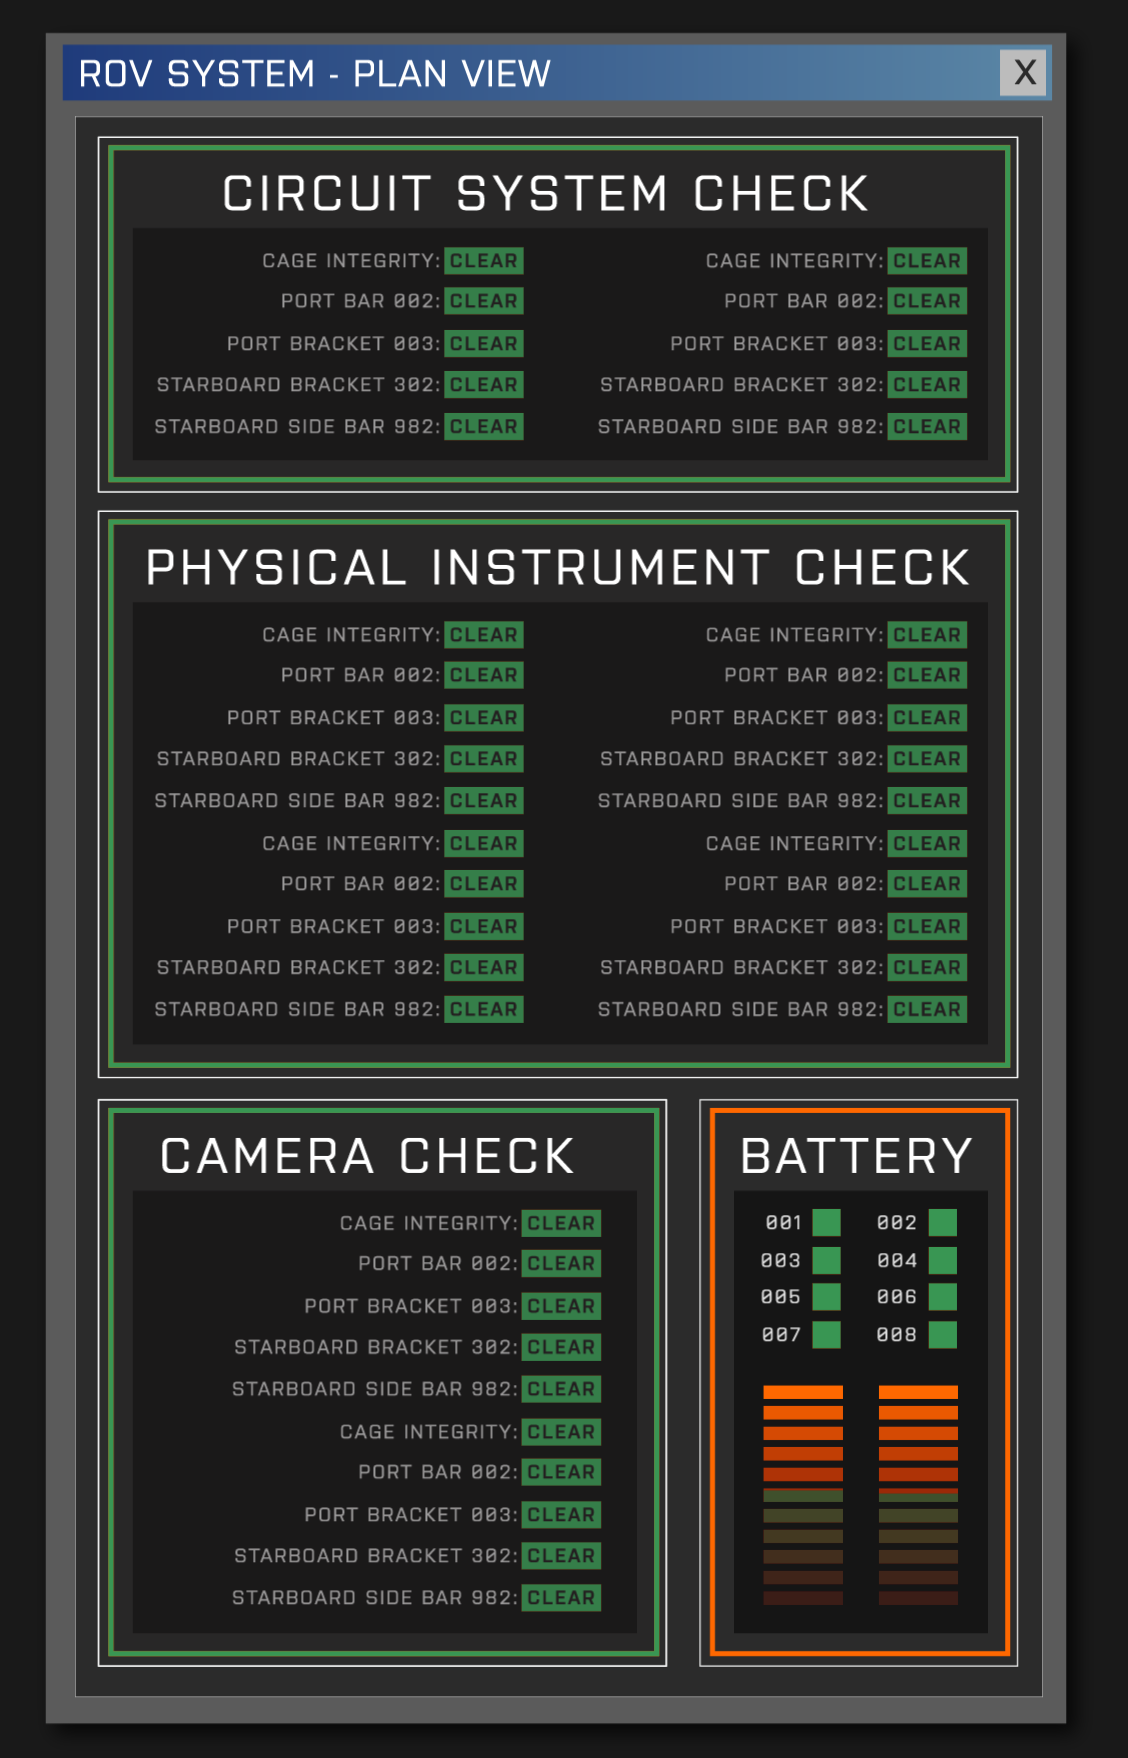 ROV SYSTEM - PLAN VIEW X
CIRCUIT SYSTEM CHECK
CAGE INTEGRITY: CLEAR CAGE INTEGRITY: CLEAR
PORT BAR 002: CLEAR PORT BAR 002: CLEAR
PORT BRACKET 003: CLEAR PORT BRACKET 003: CLEAR
STARBOARD BRACKET 302: CLEAR STARBOARD BRACKET 302: CLEAR
STARBOARD SIDE BAR 982: CLEAR STARBOARD SIDE BAR 982: CLEAR
PHYSICAL INSTRUMENT CHECK
CAGE INTEGRITY: CLEAR CAGE INTEGRITY: CLEAR
PORT BAR 002: CLEAR PORT BAR 002: CLEAR
PORT BRACKET 003: CLEAR PORT BRACKET 003: CLEAR
STARBOARD BRACKET 302: CLEAR STARBOARD BRACKET 302: CLEAR
STARBOARD SIDE BAR 982: CLEAR STARBOARD SIDE BAR 982: CLEAR
CAGE INTEGRITY: CLEAR CAGE INTEGRITY: CLEAR
PORT BAR 002: CLEAR PORT BAR 002: CLEAR
PORT BRACKET 003: CLEAR PORT BRACKET 003: CLEAR
STARBOARD BRACKET 302: CLEAR STARBOARD BRACKET 302: CLEAR
STARBOARD SIDE BAR 982: CLEAR STARBOARD SIDE BAR 982: CLEAR
CAMERA CHECK
CAGE INTEGRITY: CLEAR
PORT BAR 002: CLEAR
PORT BRACKET 003: CLEAR
STARBOARD BRACKET 302: CLEAR
STARBOARD SIDE BAR 982: CLEAR
CAGE INTEGRITY: CLEAR
PORT BAR 002: CLEAR
PORT BRACKET 003: CLEAR
STARBOARD BRACKET 302: CLEAR
STARBOARD SIDE BAR 982: CLEAR
BATTERY
001 002
003 004
005 006
007 008